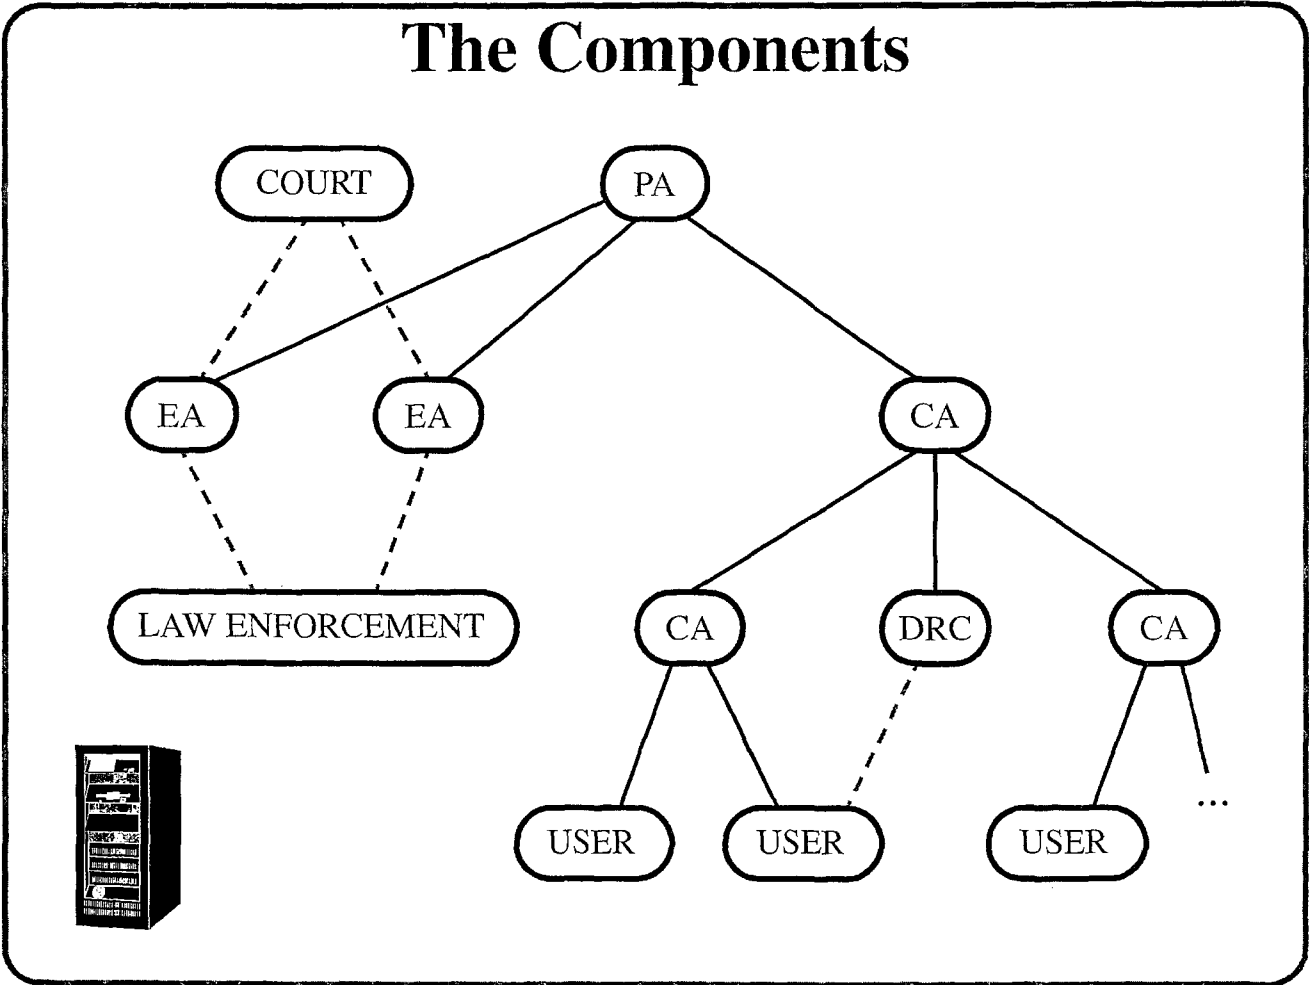 The Components
COURT
PA
EA
EA
CA
LAW ENFORCEMENT
CA
DRC
CA
...
USER
USER
USER